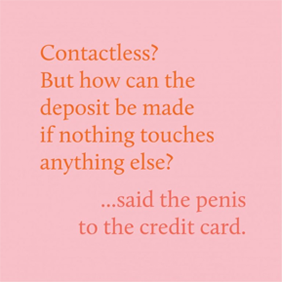 Contactless?
But how can the
deposit be made
if nothing touches
anything else?
...said the penis
to the credit card.